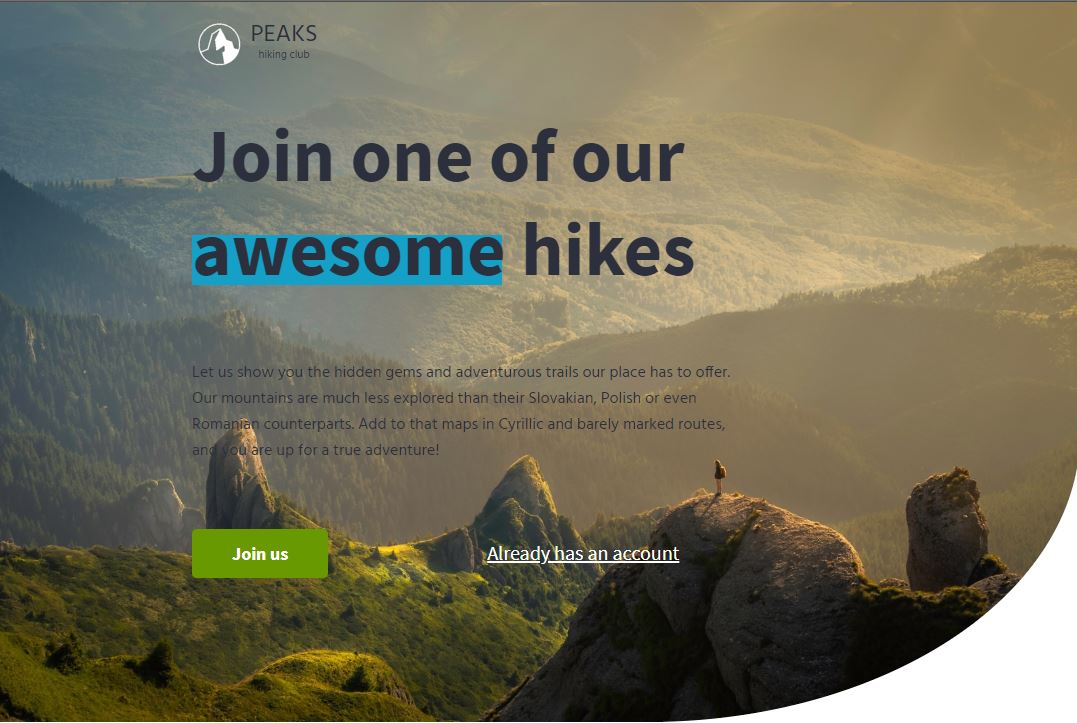 PEAKS
hiking club
Join one of our
awesome hikes
Let us show you the hidden gems and adventurous trails our place has to offer.
Our mountains are much less explored than their Slovakian, Polish or even
Romanian counterparts. Add to that maps in Cyrillic and barely marked routes,
and you are up for a true adventure!
Join us
Already has an account